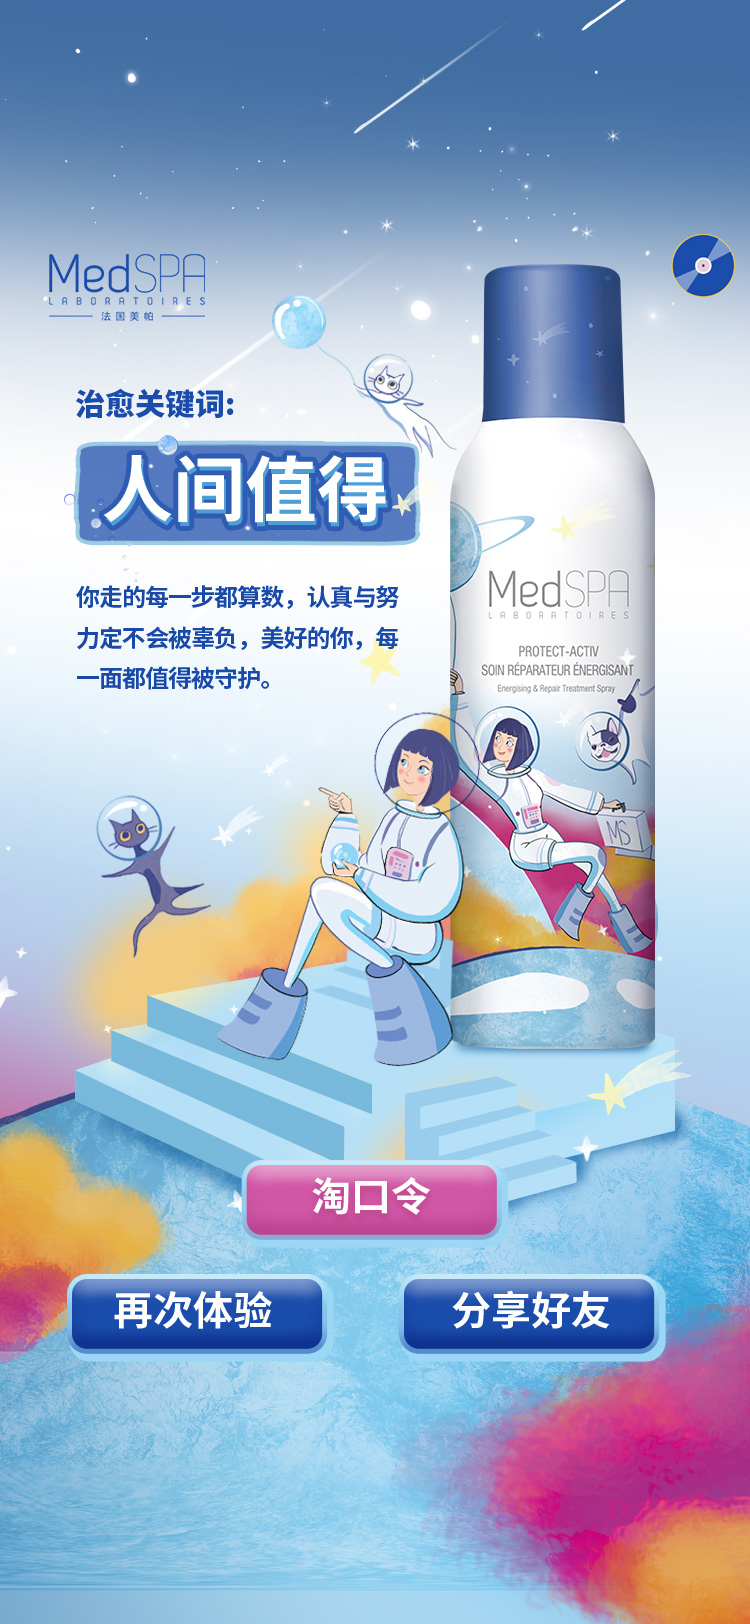 MedSPA
LABORATOIRES
法国美帕
治愈关键词:
人间值得
你走的每一步都算数，认真与努
力定不会被辜负，美好的你，每
一面都值得被守护。
MedSPA
LABORATOIRES
PROTECT-ACTIV
SOIN RÉPARATEUR ÉNERGISANT
Energising & Repair Treatment Spray
MS
淘口令
再次体验
分享好友